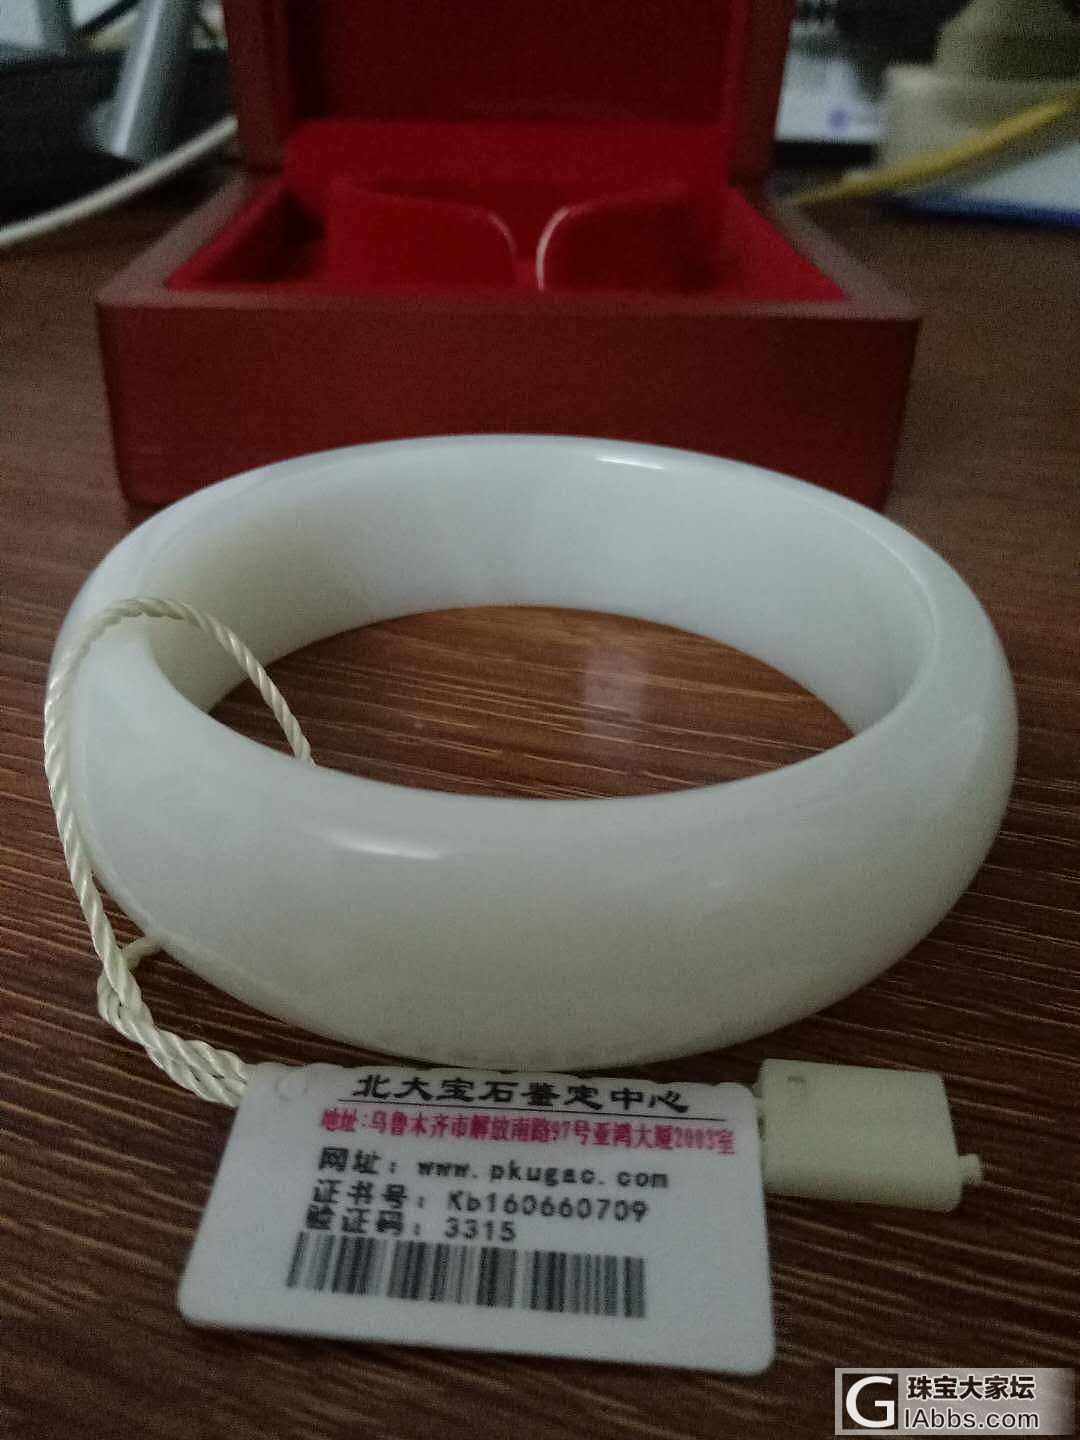 北大宝石鉴定中心
地址:乌鲁木齐市解放南路97号亚鸿大厦2003室
网址: www.pkugac.com
证书号: Kb160660709
验证码: 3315
G 珠宝大家坛
IAbbs.com